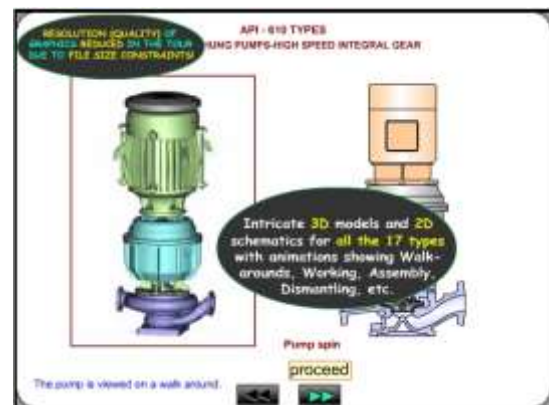 RESOLUTION (QUALITY) OF
GRAPHICS REDUCED IN THE TOUR
DUE TO FILE SIZE CONSTRAINTS!
API - 610 TYPES
HUNG PUMPS-HIGH SPEED INTEGRAL GEAR
Intricate 3D models and 2D
schematics for all the 17 types
with animations showing Walk-
arounds, Working, Assembly,
Dismantling, etc.
Pump spin
proceed
The pump is viewed on a walk around.